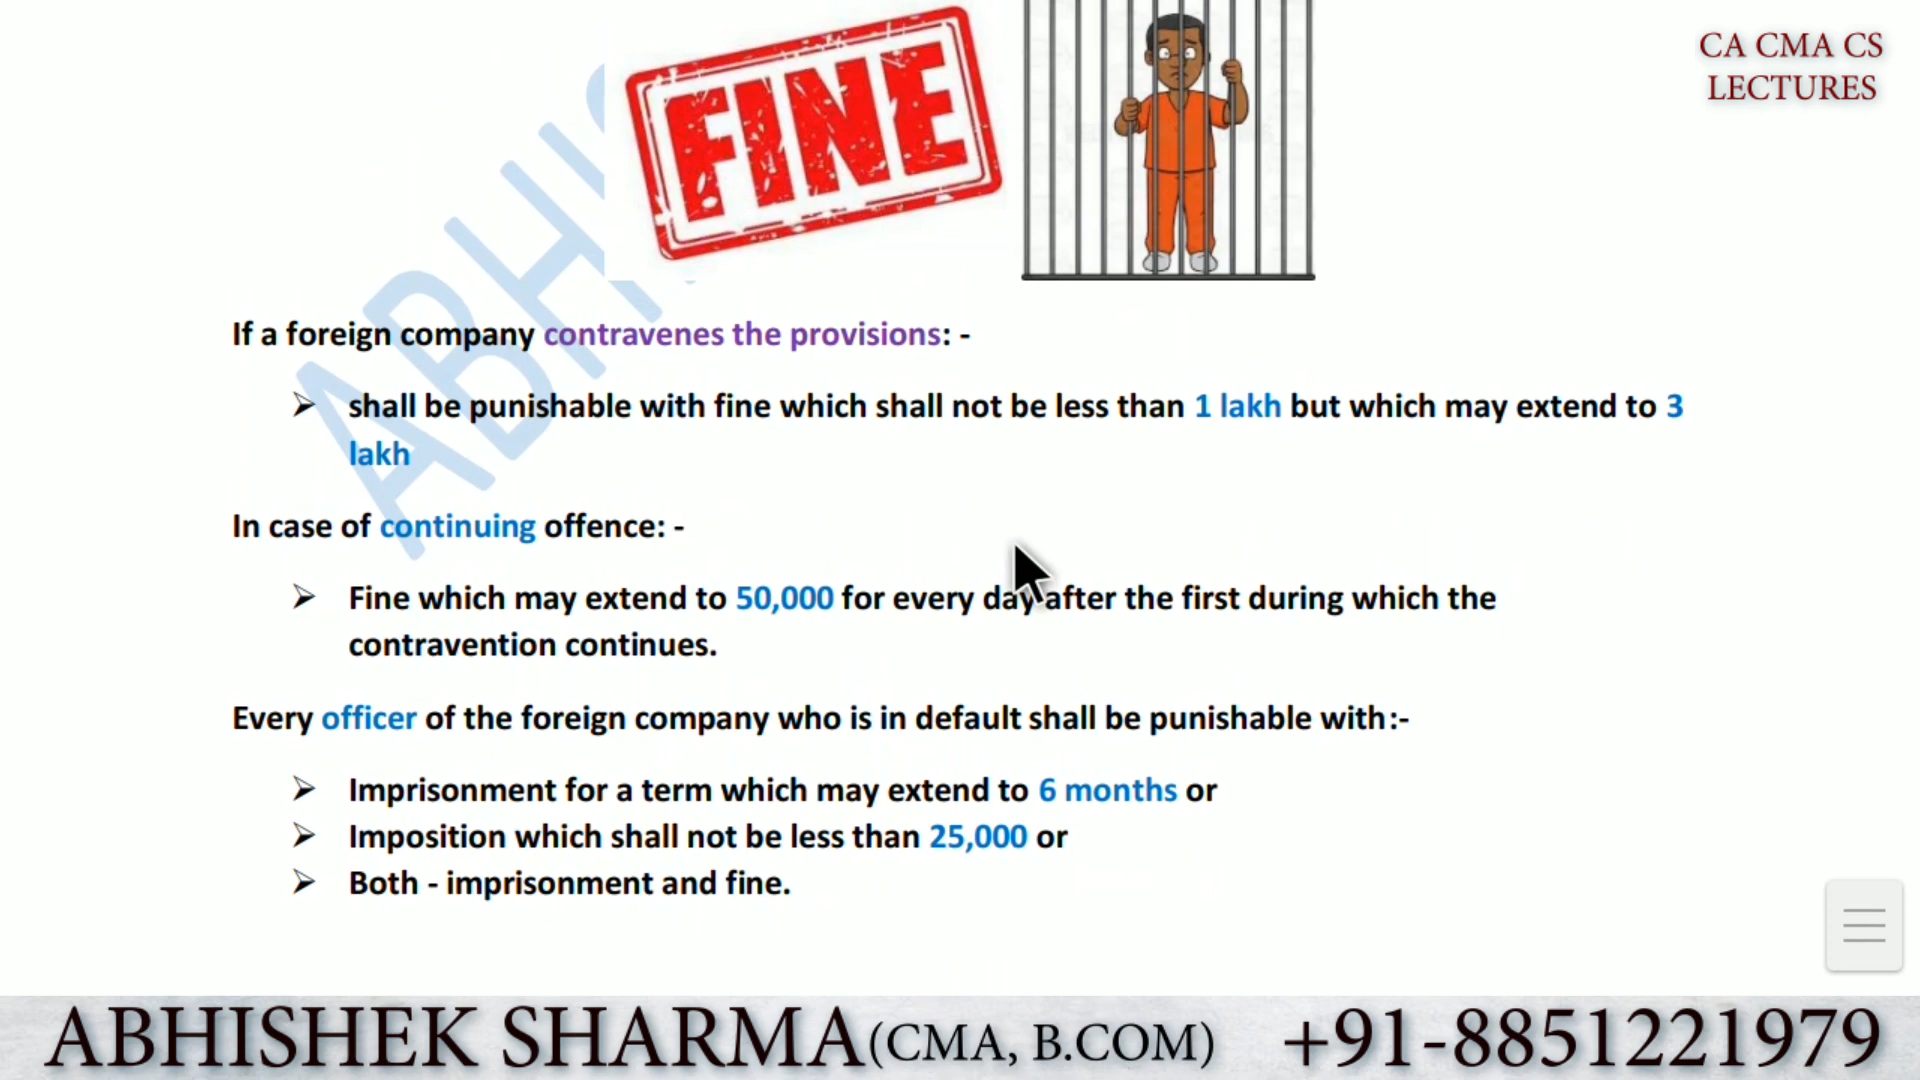 FINE
CA CMA CS
LECTURES
ABHI
If a foreign company contravenes the provisions: -
➢ shall be punishable with fine which shall not be less than 1 lakh but which may extend to 3
lakh
In case of continuing offence: -
➢ Fine which may extend to 50,000 for every day after the first during which the
contravention continues.
Every officer of the foreign company who is in default shall be punishable with:-
➢ Imprisonment for a term which may extend to 6 months or
➢ Imposition which shall not be less than 25,000 or
➢ Both - imprisonment and fine.
ABHISHEK SHARMA(CMA, B.COM) +91-8851221979